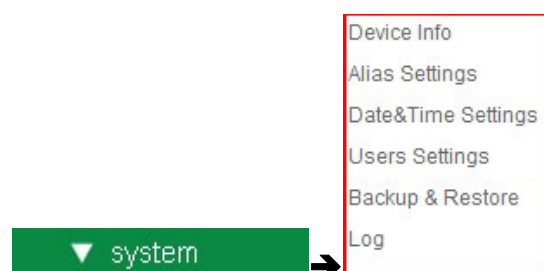 Device Info
Alias Settings
Date&Time Settings
Users Settings
Backup & Restore
Log
system